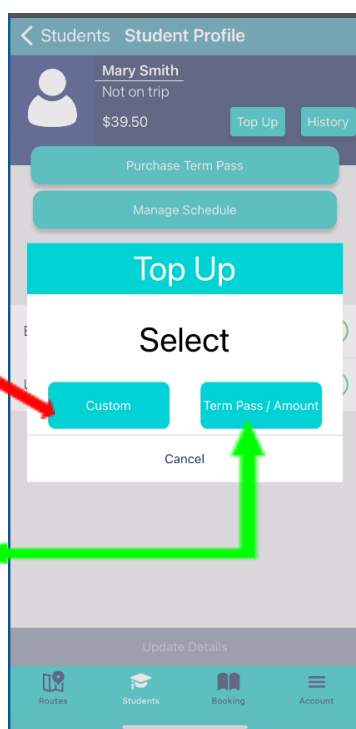 Students Student Profile
Mary Smith
Not on trip
$39.50 Top Up History
Purchase Term Pass
Manage Schedule
Top Up
Select
Custom Term Pass / Amount
Cancel
Update Details
Routes Students Booking Account